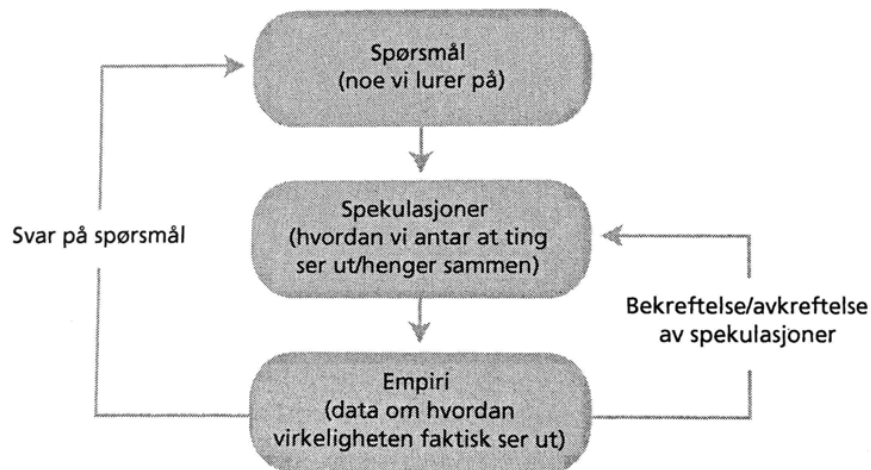 Spørsmål
(noe vi lurer på)
Spekulasjoner
(hvordan vi antar at ting
ser ut/henger sammen)
Svar på spørsmål
Bekreftelse/avkreftelse
av spekulasjoner
Empiri
(data om hvordan
virkeligheten faktisk ser ut)